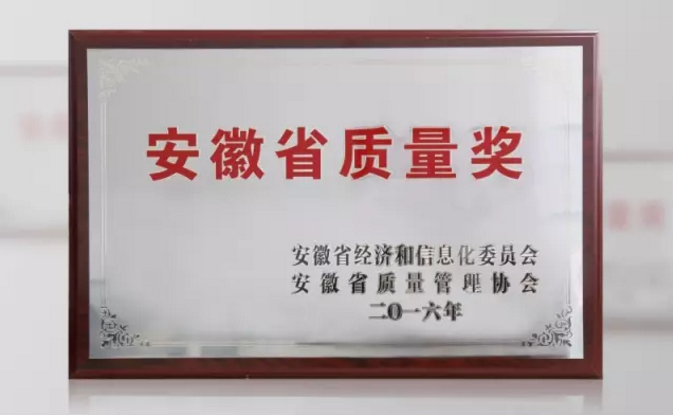 安徽省质量奖
安徽省经济和信息化委员会
安徽省质量管理协会
二〇一六年